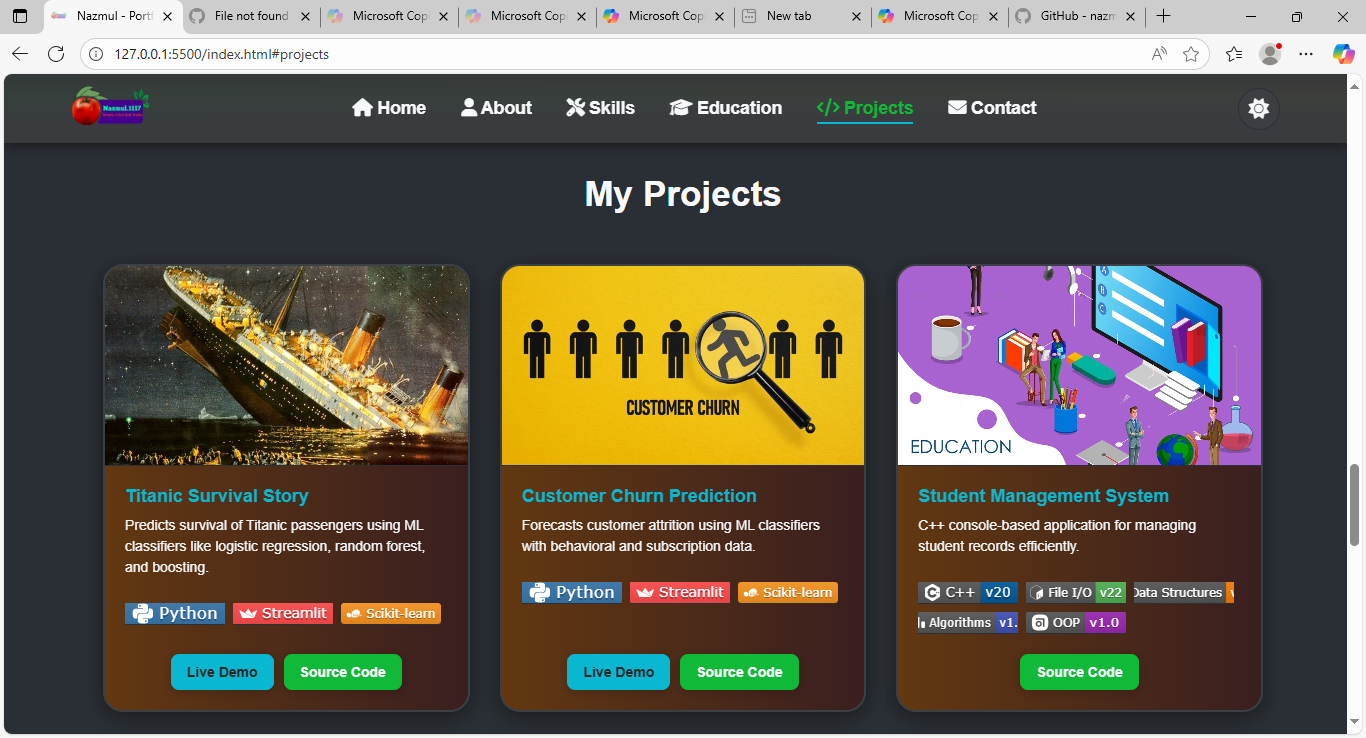 Nazmul - Portf
File not found
Microsoft Cop
Microsoft Cop
Microsoft Cop
New tab
Microsoft Cop
GitHub - nazm
127.0.0.1:5500/index.html#projects
Nazmul.1117
Home
About
Skills
Education
Projects
Contact
My Projects
CUSTOMER CHURN
A
B
C
EDUCATION
Titanic Survival Story
Predicts survival of Titanic passengers using ML
classifiers like logistic regression, random forest,
and boosting.
Python
Streamlit
Scikit-learn
Live Demo
Source Code
Customer Churn Prediction
Forecasts customer attrition using ML classifiers
with behavioral and subscription data.
Python
Streamlit
Scikit-learn
Live Demo
Source Code
Student Management System
C++ console-based application for managing
student records efficiently.
C++ v20
File I/O v22
Data Structures
Algorithms v1.
OOP v1.0
Source Code